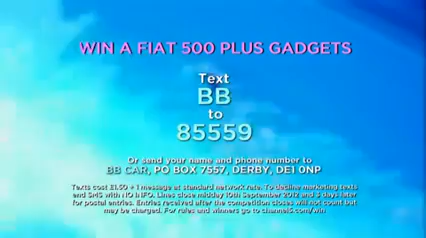 WIN A FIAT 500 PLUS GADGETS
Text
BB
to
85559
Or send your name and phone number to
BB CAR, PO BOX 7557, DERBY, DE1 0NP
Texts cost £1.50 + 1 message at standard network rate. To decline marketing texts
end SMS with NO INFO. Lines close midday 10th September 2012 and 3 days later
for postal entries. Entries received after the competition closes will not count but
may be charged. For rules and winners go to channel5.com/win